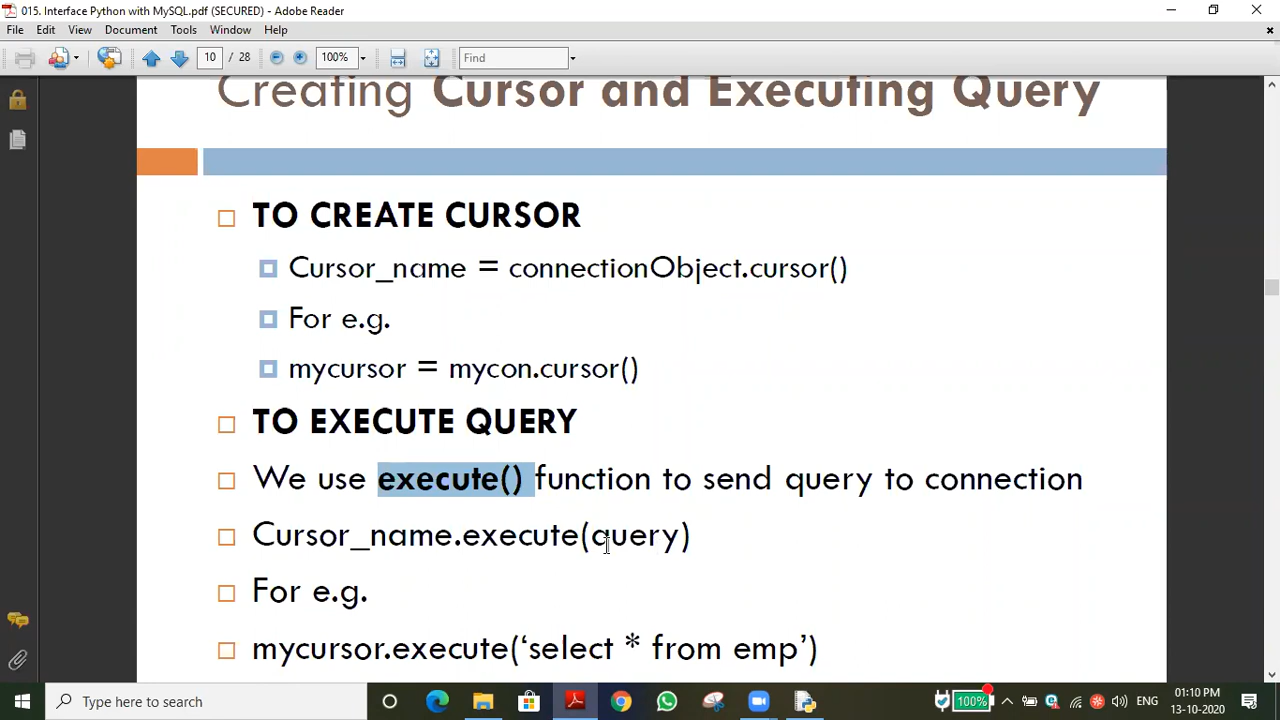 015. Interface Python with MySQL.pdf (SECURED) - Adobe Reader
File Edit View Document Tools Window Help
10 / 28 100% Find
Creating Cursor and Executing Query
TO CREATE CURSOR
Cursor_name = connectionObject.cursor()
For e.g.
mycursor = mycon.cursor()
TO EXECUTE QUERY
We use execute() function to send query to connection
Cursor_name.execute(query)
For e.g.
mycursor.execute(‘select * from emp’)
Type here to search
100%
ENG
01:10 PM
13-10-2020